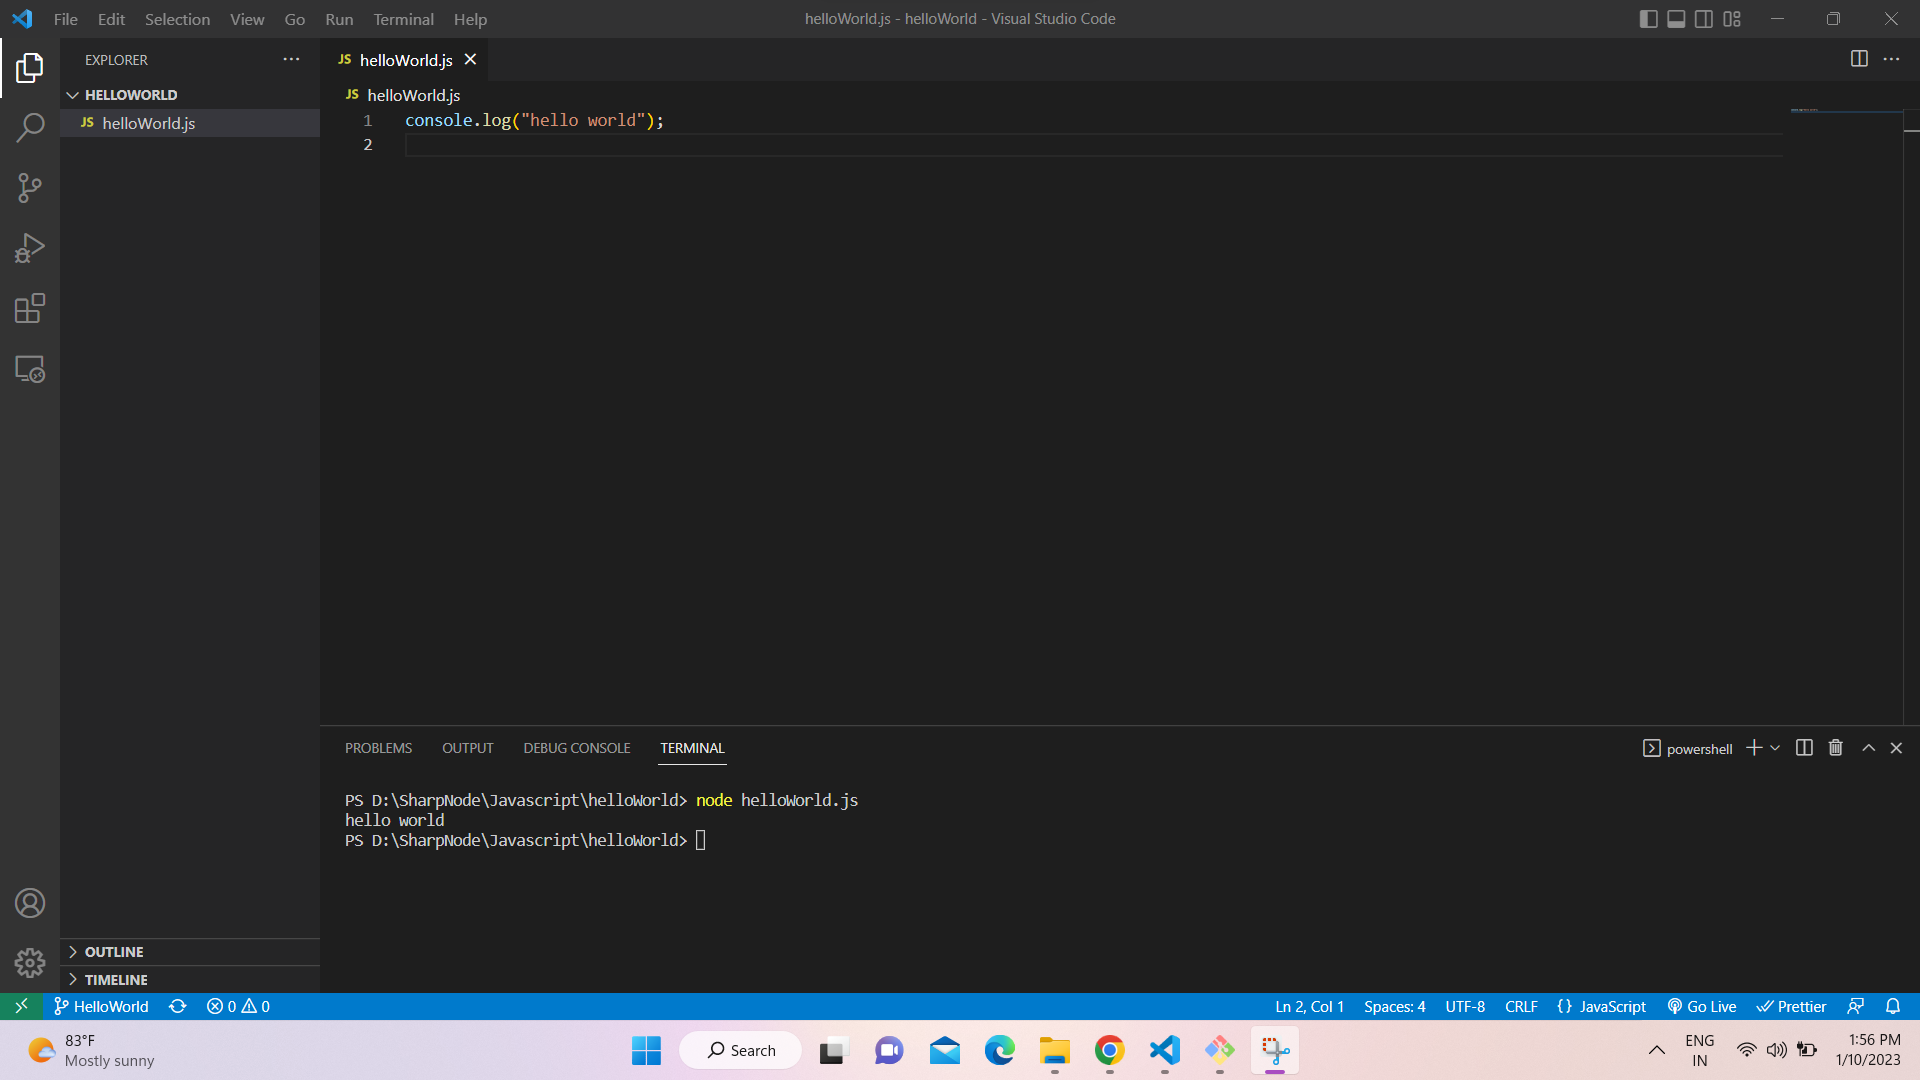 File Edit Selection View Go Run Terminal Help helloWorld.js - helloWorld - Visual Studio Code
EXPLORER
HELLOWORLD
JS helloWorld.js
JS helloWorld.js
JS helloWorld.js
1 console.log("hello world");
2
PROBLEMS OUTPUT DEBUG CONSOLE TERMINAL powershell
PS D:\SharpNode\Javascript\helloWorld> node helloWorld.js
hello world
PS D:\SharpNode\Javascript\helloWorld>
OUTLINE
TIMELINE
HelloWorld 0 0 Ln 2, Col 1 Spaces: 4 UTF-8 CRLF {} JavaScript Go Live Prettier
83°F
Mostly sunny
Search
ENG
IN
1:56 PM
1/10/2023